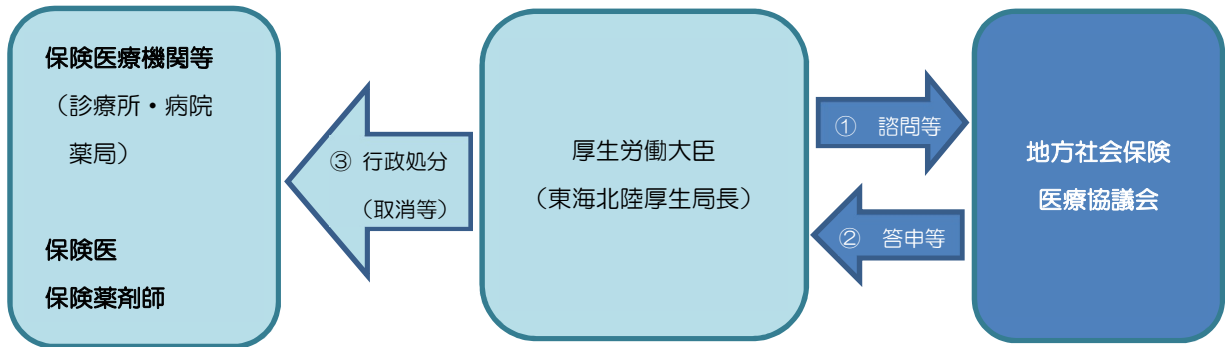 保険医療機関等
（診療所・病院
薬局）
保険医
保険薬剤師
③ 行政処分
（取消等）
厚生労働大臣
（東海北陸厚生局長）
① 諮問等
② 答申等
地方社会保険
医療協議会